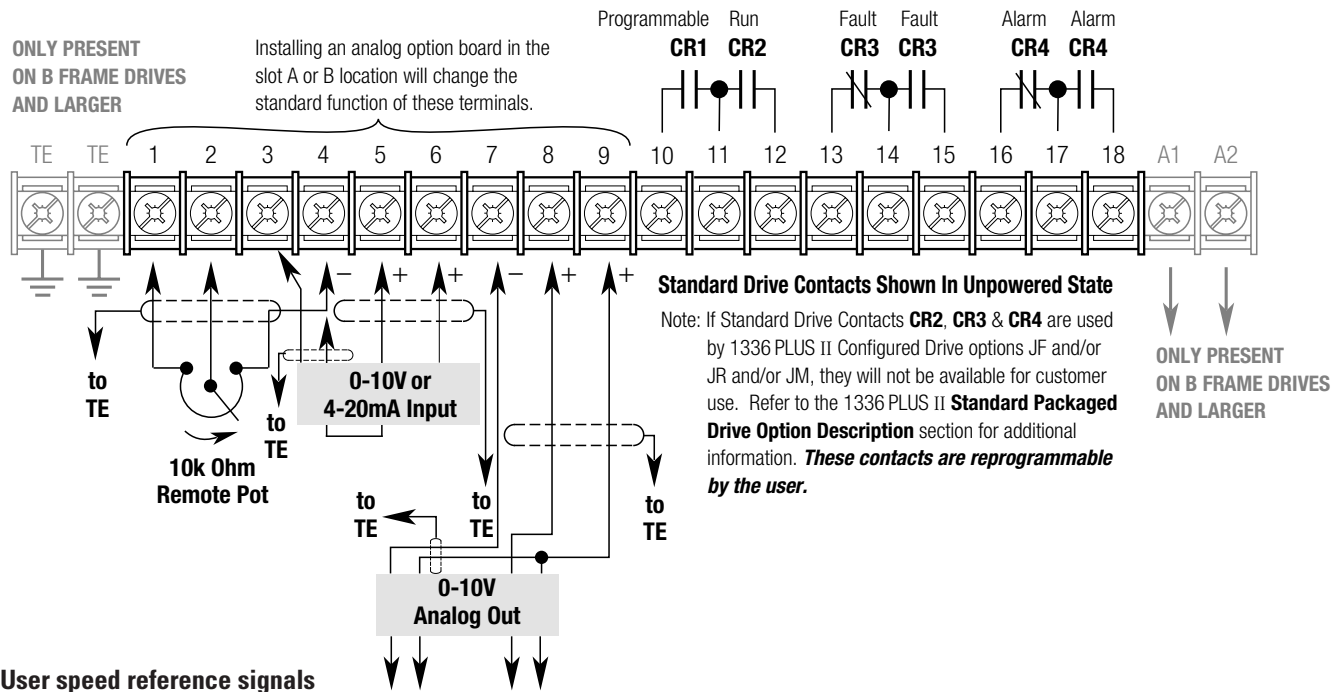 Programmable Run Fault Fault Alarm Alarm
CR1 CR2 CR3 CR3 CR4 CR4
ONLY PRESENT
ON B FRAME DRIVES
AND LARGER
Installing an analog option board in the
slot A or B location will change the
standard function of these terminals.
TE TE 1 2 3 4 5 6 7 8 9 10 11 12 13 14 15 16 17 18 A1 A2
− + + − + +
Standard Drive Contacts Shown In Unpowered State
Note: If Standard Drive Contacts CR2, CR3 & CR4 are used
by 1336 PLUS II Configured Drive options JF and/or
JR and/or JM, they will not be available for customer
use. Refer to the 1336 PLUS II Standard Packaged
Drive Option Description section for additional
information. These contacts are reprogrammable
by the user.
ONLY PRESENT
ON B FRAME DRIVES
AND LARGER
to
TE
10k Ohm
Remote Pot
to
TE
0-10V or
4-20mA Input
to
TE
to
TE
to
TE
0-10V
Analog Out
User speed reference signals